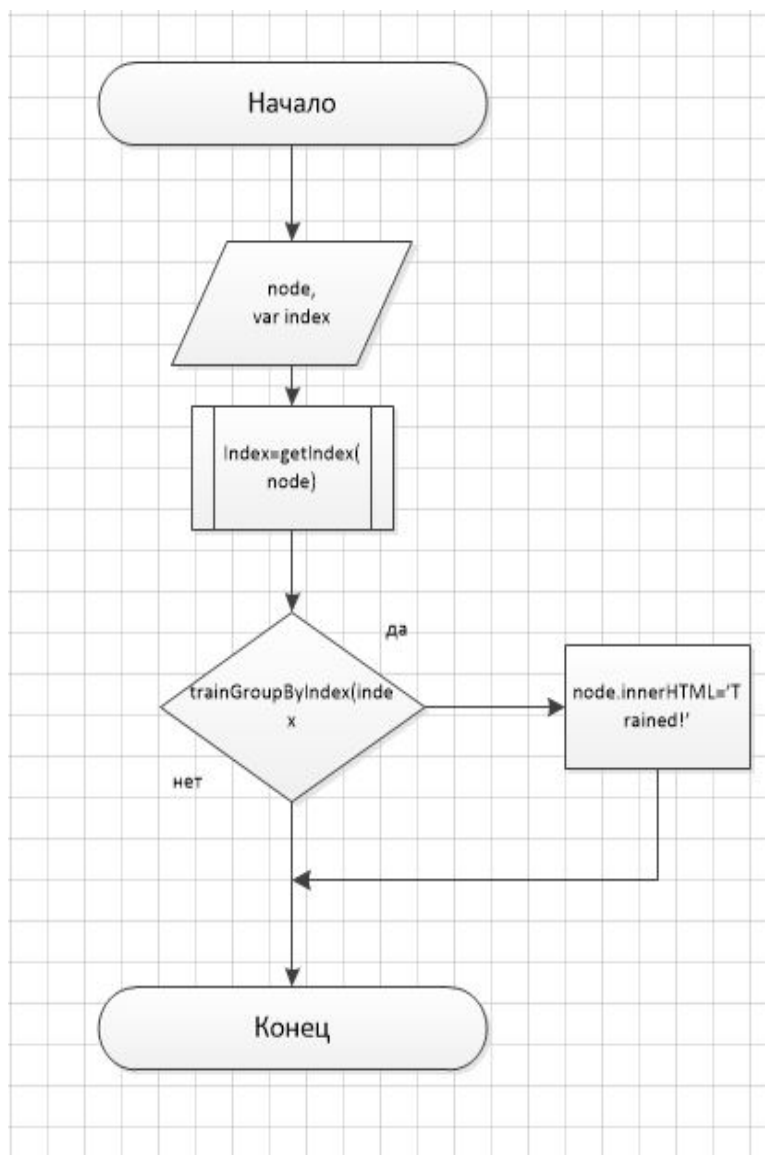 Начало
node,
var index
Index=getIndex(
node)
да
trainGroupByIndex(inde
x
node.innerHTML='T
rained!'
нет
Конец